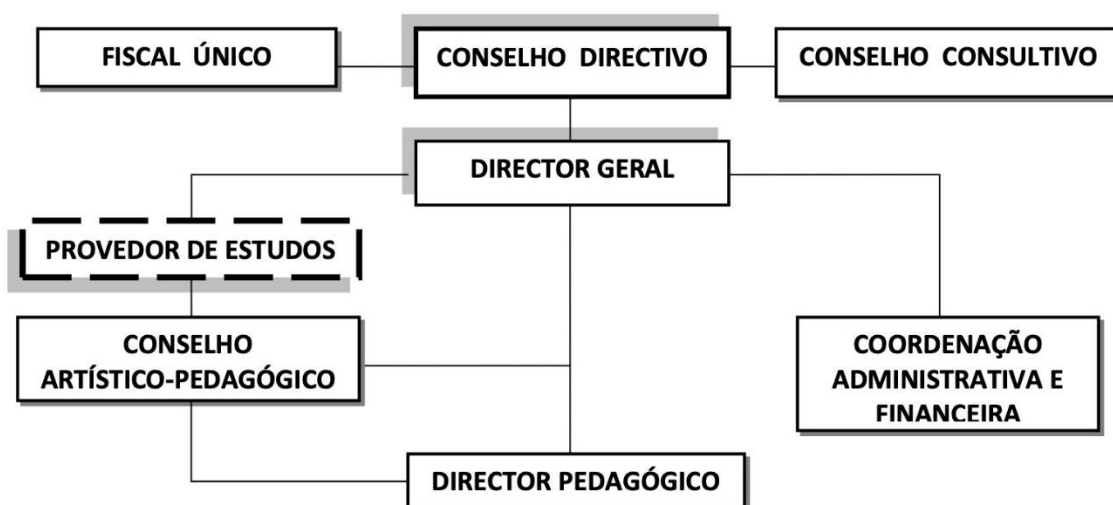 FISCAL ÚNICO
CONSELHO DIRECTIVO
CONSELHO CONSULTIVO
DIRECTOR GERAL
PROVEDOR DE ESTUDOS
CONSELHO
ARTÍSTICO-PEDAGÓGICO
COORDENAÇÃO
ADMINISTRATIVA E
FINANCEIRA
DIRECTOR PEDAGÓGICO